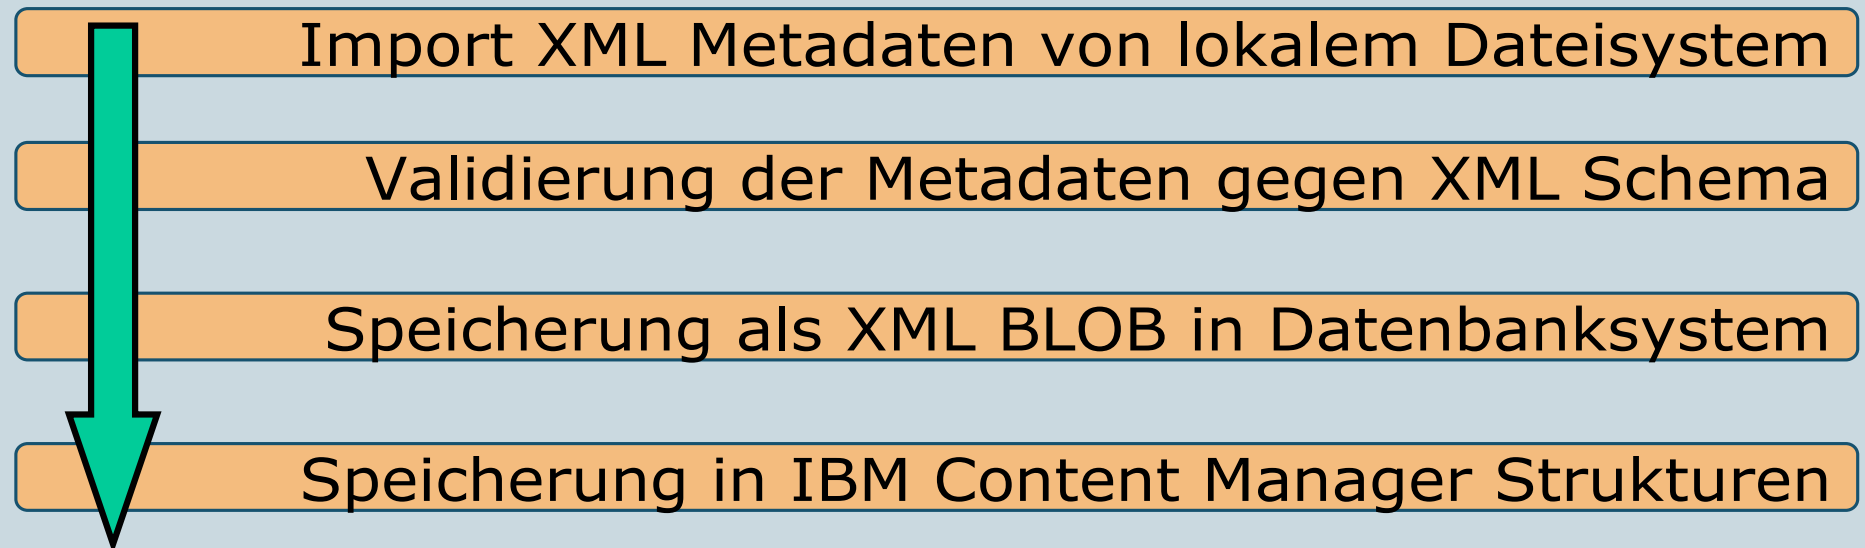 Import XML Metadaten von lokalem Dateisystem
Validierung der Metadaten gegen XML Schema
Speicherung als XML BLOB in Datenbanksystem
Speicherung in IBM Content Manager Strukturen